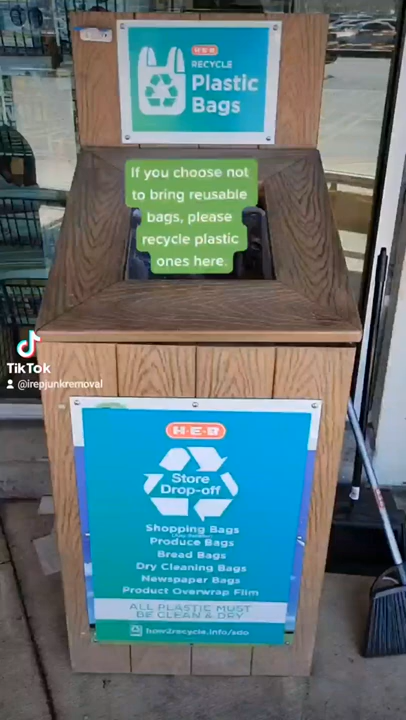 H-E-B
RECYCLE
Plastic
Bags
If you choose not
to bring reusable
bags, please
recycle plastic
ones here.
TikTok
@irepjunkremoval
H-E-B
Store
Drop-off
Shopping Bags
Produce Bags
Bread Bags
Dry Cleaning Bags
Newspaper Bags
Product Overwrap Film
ALL PLASTIC MUST
BE CLEAN & DRY
how2recycle.info/sdo